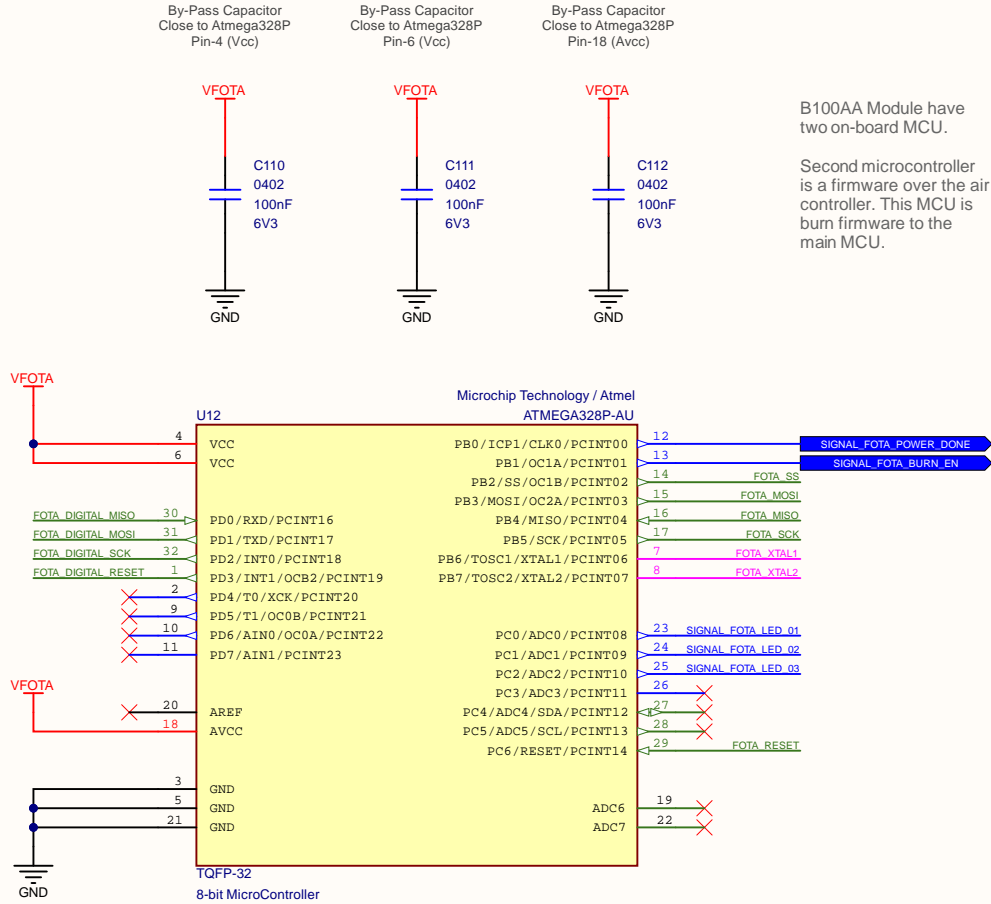 By-Pass Capacitor
Close to Atmega328P
Pin-4 (Vcc)
By-Pass Capacitor
Close to Atmega328P
Pin-6 (Vcc)
By-Pass Capacitor
Close to Atmega328P
Pin-18 (Avcc)
VFOTA
C110
0402
100nF
6V3
GND
VFOTA
C111
0402
100nF
6V3
GND
VFOTA
C112
0402
100nF
6V3
GND
B100AA Module have
two on-board MCU.
Second microcontroller
is a firmware over the air
controller. This MCU is
burn firmware to the
main MCU.
VFOTA
Microchip Technology / Atmel
U12
ATMEGA328P-AU
4 VCC
6 VCC
FOTA_DIGITAL_MISO 30 PD0/RXD/PCINT16
FOTA_DIGITAL_MOSI 31 PD1/TXD/PCINT17
FOTA_DIGITAL_SCK 32 PD2/INT0/PCINT18
FOTA_DIGITAL_RESET 1 PD3/INT1/OCB2/PCINT19
2 PD4/T0/XCK/PCINT20
9 PD5/T1/OC0B/PCINT21
10 PD6/AIN0/OC0A/PCINT22
11 PD7/AIN1/PCINT23
VFOTA
20 AREF
18 AVCC
3 GND
5 GND
21 GND
GND
PB0/ICP1/CLK0/PCINT00 12 SIGNAL_FOTA_POWER_DONE
PB1/OC1A/PCINT01 13 SIGNAL_FOTA_BURN_EN
PB2/SS/OC1B/PCINT02 14 FOTA_SS
PB3/MOSI/OC2A/PCINT03 15 FOTA_MOSI
PB4/MISO/PCINT04 16 FOTA_MISO
PB5/SCK/PCINT05 17 FOTA_SCK
PB6/TOSC1/XTAL1/PCINT06 7 FOTA_XTAL1
PB7/TOSC2/XTAL2/PCINT07 8 FOTA_XTAL2
PC0/ADC0/PCINT08 23 SIGNAL_FOTA_LED_01
PC1/ADC1/PCINT09 24 SIGNAL_FOTA_LED_02
PC2/ADC2/PCINT10 25 SIGNAL_FOTA_LED_03
PC3/ADC3/PCINT11 26
PC4/ADC4/SDA/PCINT12 27
PC5/ADC5/SCL/PCINT13 28
PC6/RESET/PCINT14 29 FOTA_RESET
ADC6 19
ADC7 22
TQFP-32
8-bit MicroController